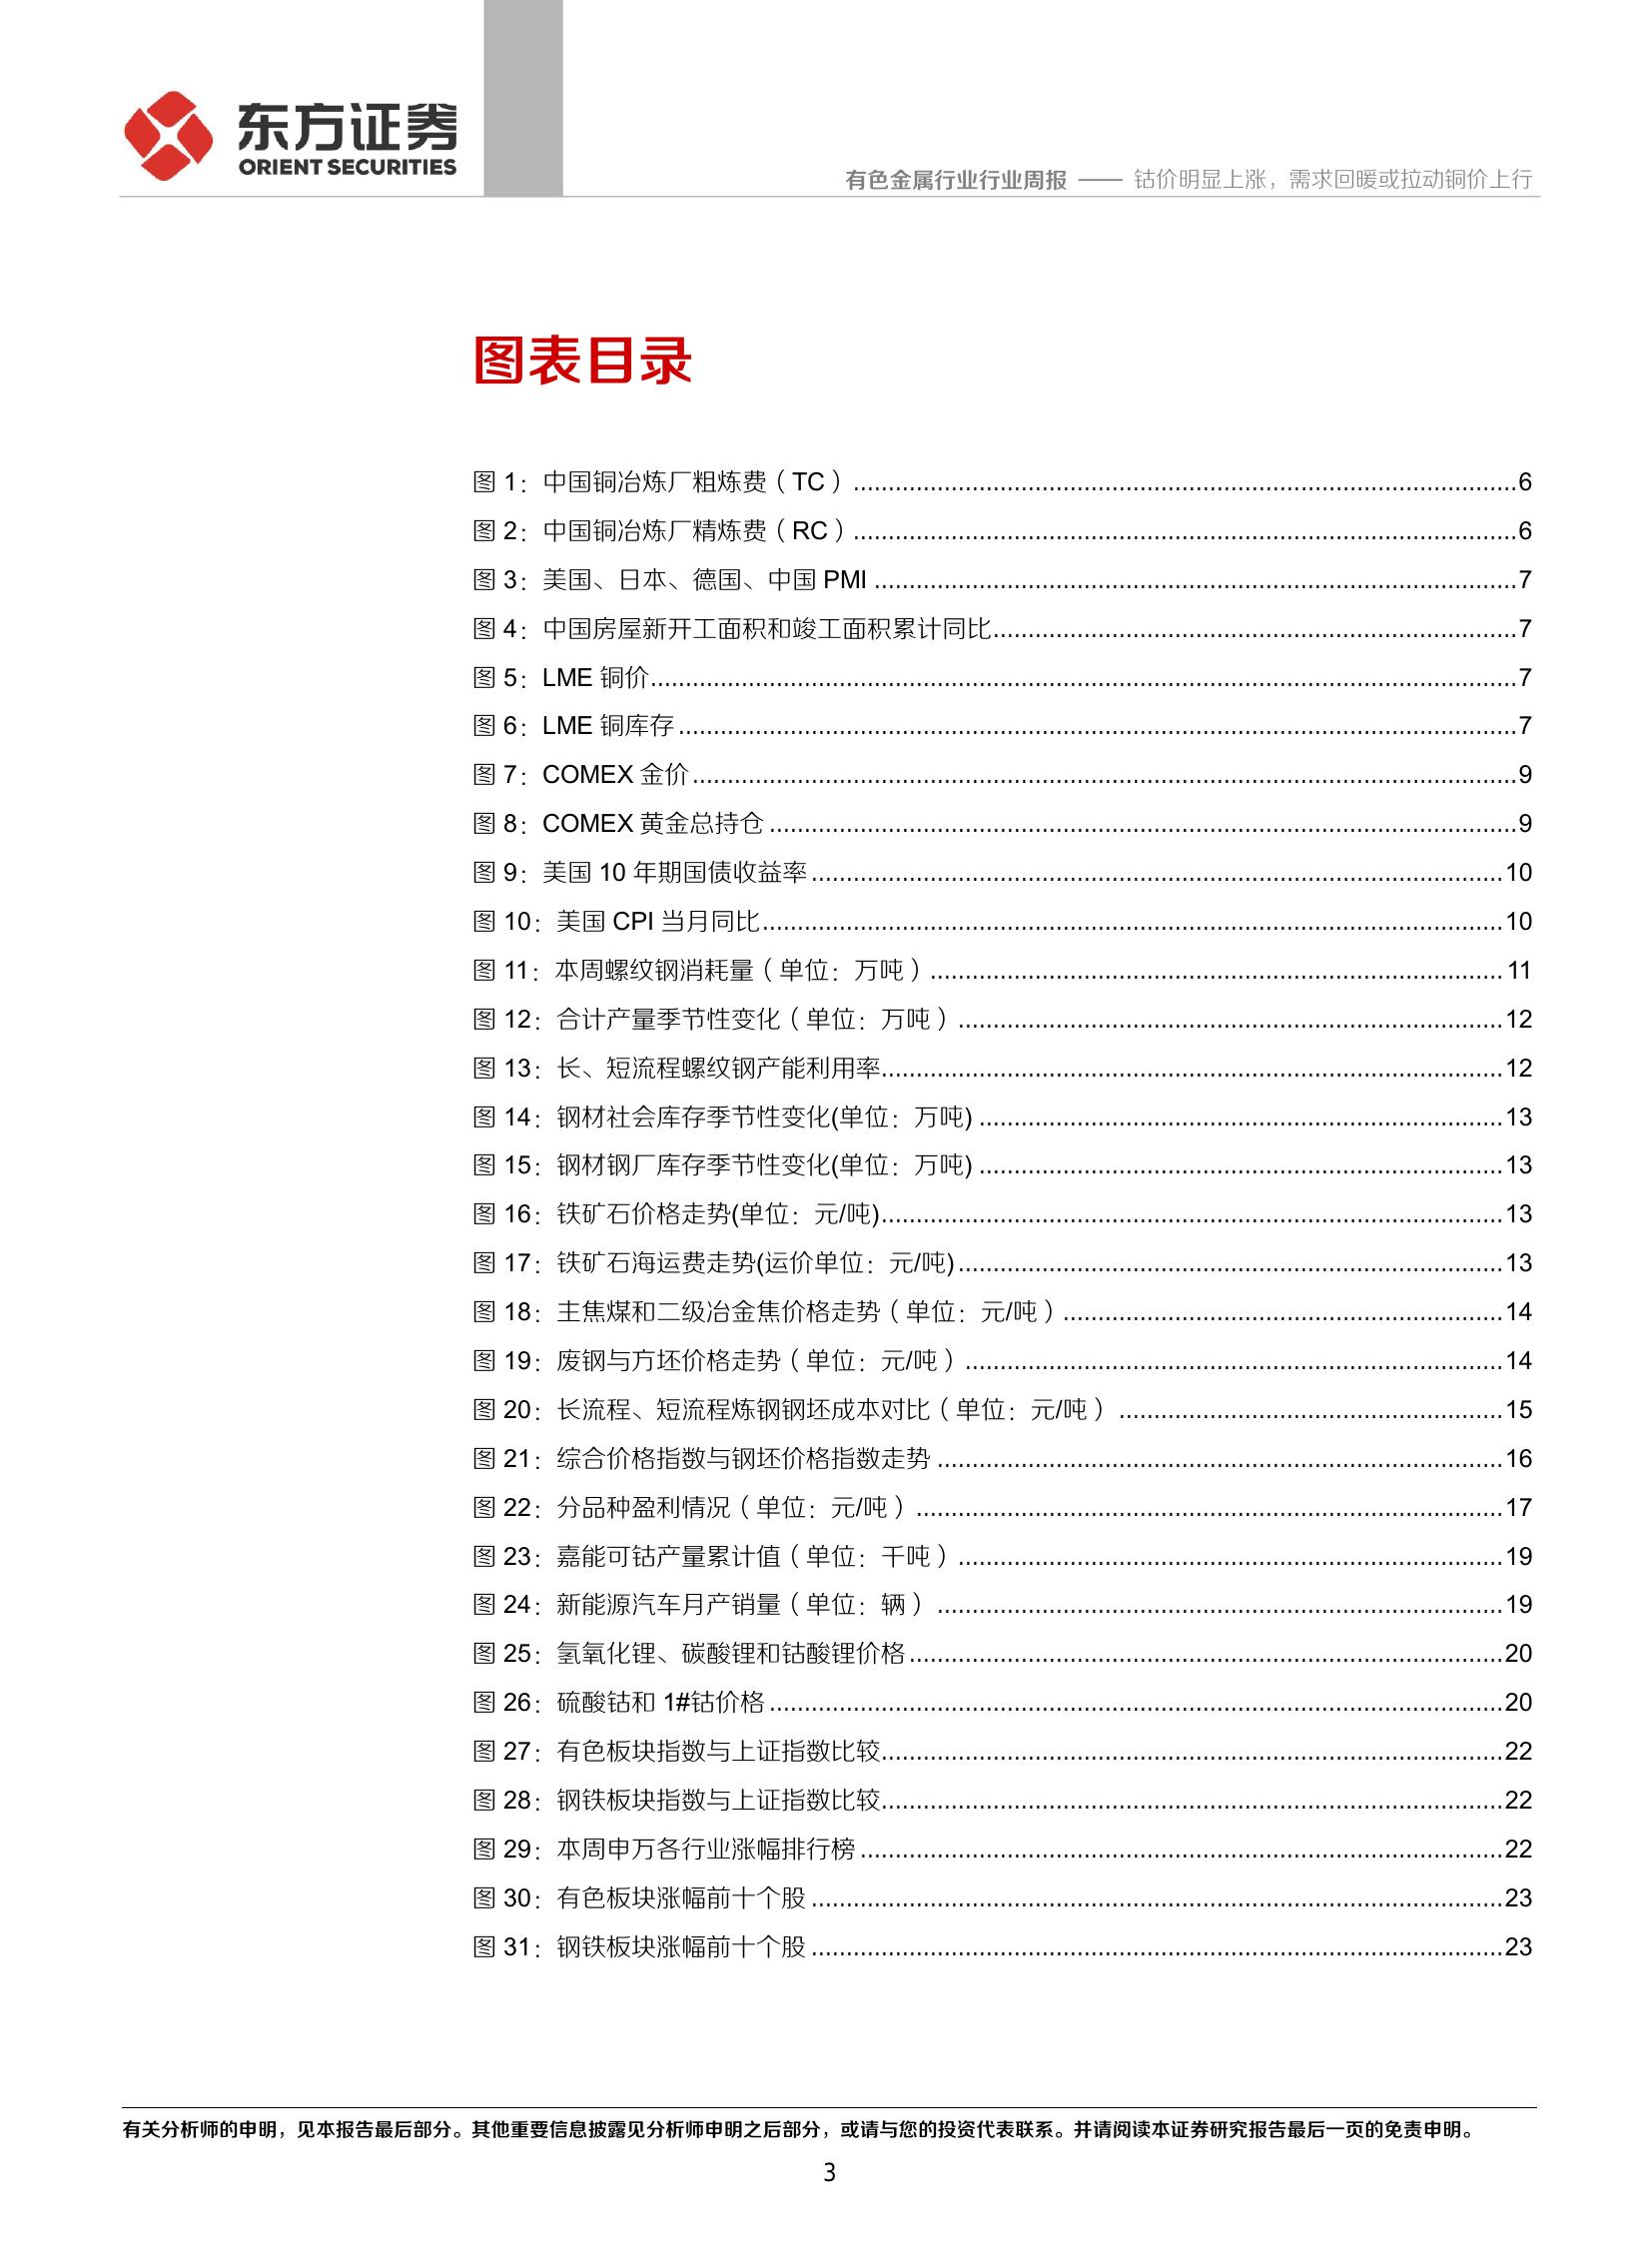 东方证券
ORIENT SECURITIES
有色金属行业行业周报 —— 钴价明显上涨，需求回暖或拉动铜价上行
图表目录
图 1：中国铜冶炼厂粗炼费（TC）....................6
图 2：中国铜冶炼厂精炼费（RC）....................6
图 3：美国、日本、德国、中国 PMI ....................7
图 4：中国房屋新开工面积和竣工面积累计同比....................7
图 5：LME 铜价....................7
图 6：LME 铜库存....................7
图 7：COMEX 金价....................9
图 8：COMEX 黄金总持仓....................9
图 9：美国 10 年期国债收益率....................10
图 10：美国 CPI 当月同比....................10
图 11：本周螺纹钢消耗量（单位：万吨）....................11
图 12：合计产量季节性变化（单位：万吨）....................12
图 13：长、短流程螺纹钢产能利用率....................12
图 14：钢材社会库存季节性变化(单位：万吨)....................13
图 15：钢材钢厂库存季节性变化(单位：万吨)....................13
图 16：铁矿石价格走势(单位：元/吨)....................13
图 17：铁矿石海运费走势(运价单位：元/吨)....................13
图 18：主焦煤和二级冶金焦价格走势（单位：元/吨）....................14
图 19：废钢与方坯价格走势（单位：元/吨）....................14
图 20：长流程、短流程炼钢钢坯成本对比（单位：元/吨）....................15
图 21：综合价格指数与钢坯价格指数走势....................16
图 22：分品种盈利情况（单位：元/吨）....................17
图 23：嘉能可钴产量累计值（单位：干吨）....................19
图 24：新能源汽车月产销量（单位：辆）....................19
图 25：氢氧化锂、碳酸锂和钴酸锂价格....................20
图 26：硫酸钴和 1#钴价格....................20
图 27：有色板块指数与上证指数比较....................22
图 28：钢铁板块指数与上证指数比较....................22
图 29：本周申万各行业涨幅排行榜....................22
图 30：有色板块涨幅前十个股....................23
图 31：钢铁板块涨幅前十个股....................23
有关分析师的申明，见本报告最后部分。其他重要信息披露见分析师申明之后部分，或请与您的投资代表联系。并请阅读本证券研究报告最后一页的免责申明。
3